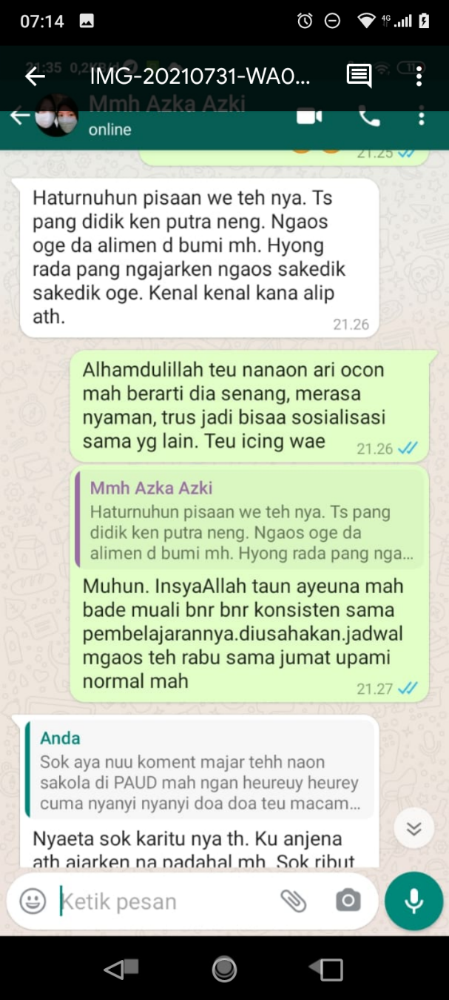 07:14
4G
21:35 0,2KB/d
IMG-20210731-WA0...
Mmh Azka Azki
online
21.25
Haturnuhun pisaan we teh nya. Ts
pang didik ken putra neng. Ngaos
oge da alimen d bumi mh. Hyong
rada pang ngajarken ngaos sakedik
sakedik oge. Kenal kenal kana alip
ath.
21.26
Alhamdulillah teu nanaon ari ocon
mah berarti dia senang, merasa
nyaman, trus jadi bisaa sosialisasi
sama yg lain. Teu icing wae
21.26
Mmh Azka Azki
Haturnuhun pisaan we teh nya. Ts pang
didik ken putra neng. Ngaos oge da
alimen d bumi mh. Hyong rada pang nga...
Muhun. InsyaAllah taun ayeuna mah
bade muali bnr bnr konsisten sama
pembelajarannya.diusahakan.jadwal
mgaos teh rabu sama jumat upami
normal mah
21.27
Anda
Sok aya nuu koment majar tehh naon
sakola di PAUD mah ngan heureuy heurey
cuma nyanyi nyanyi doa doa teu macam...
Nyaeta sok karitu nya th. Ku anjena
ath ajarken na padahal mh. Sok ribut
Ketik pesan